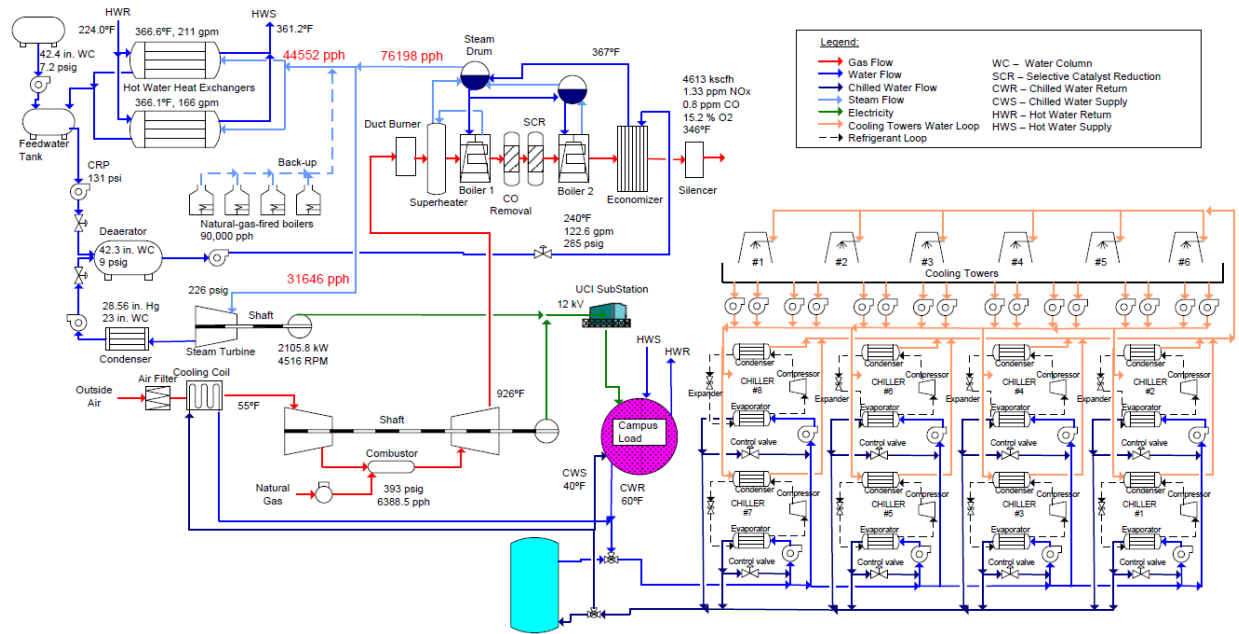 HWR
HWS
224.0ºF
366.6ºF, 211 gpm
361.2ºF
42.4 in. WC
7.2 psig
Hot Water Heat Exchangers
366.1ºF, 166 gpm
Feedwater
Tank
44552 pph
76198 pph
Steam
Drum
367ºF
4613 kscfh
1.33 ppm NOx
0.8 ppm CO
15.2 % O2
346ºF
Duct Burner
SCR
Superheater
Boiler 1
CO
Removal
Boiler 2
Economizer
Silencer
Legend:
Gas Flow
Water Flow
Chilled Water Flow
Steam Flow
Electricity
Cooling Towers Water Loop
Refrigerant Loop
WC – Water Column
SCR – Selective Catalyst Reduction
CWR – Chilled Water Return
CWS – Chilled Water Supply
HWR – Hot Water Return
HWS – Hot Water Supply
CRP
131 psi
Back-up
Natural-gas-fired boilers
90,000 pph
240ºF
122.6 gpm
285 psig
Deaerator
42.3 in. WC
9 psig
31646 pph
226 psig
28.56 in. Hg
23 in. WC
Condenser
Shaft
Steam Turbine
2105.8 kW
4516 RPM
UCI SubStation
12 kV
HWS
HWR
Campus
Load
Outside
Air
Air Filter
Cooling Coil
55ºF
Shaft
926ºF
Combustor
Natural
Gas
393 psig
6388.5 pph
CWS
40ºF
CWR
60ºF
#1
#2
#3
#4
#5
#6
Cooling Towers
Condenser
Compressor
CHILLER
#8
Expander
Evaporator
Control valve
Condenser
Compressor
CHILLER
#6
Expander
Evaporator
Control valve
Condenser
Compressor
CHILLER
#4
Expander
Evaporator
Control valve
Condenser
Compressor
CHILLER
#2
Expander
Evaporator
Control valve
Condenser
Compressor
CHILLER
#7
Evaporator
Control valve
Condenser
Compressor
CHILLER
#5
Evaporator
Control valve
Condenser
Compressor
CHILLER
#3
Evaporator
Control valve
Condenser
Compressor
CHILLER
#1
Evaporator
Control valve